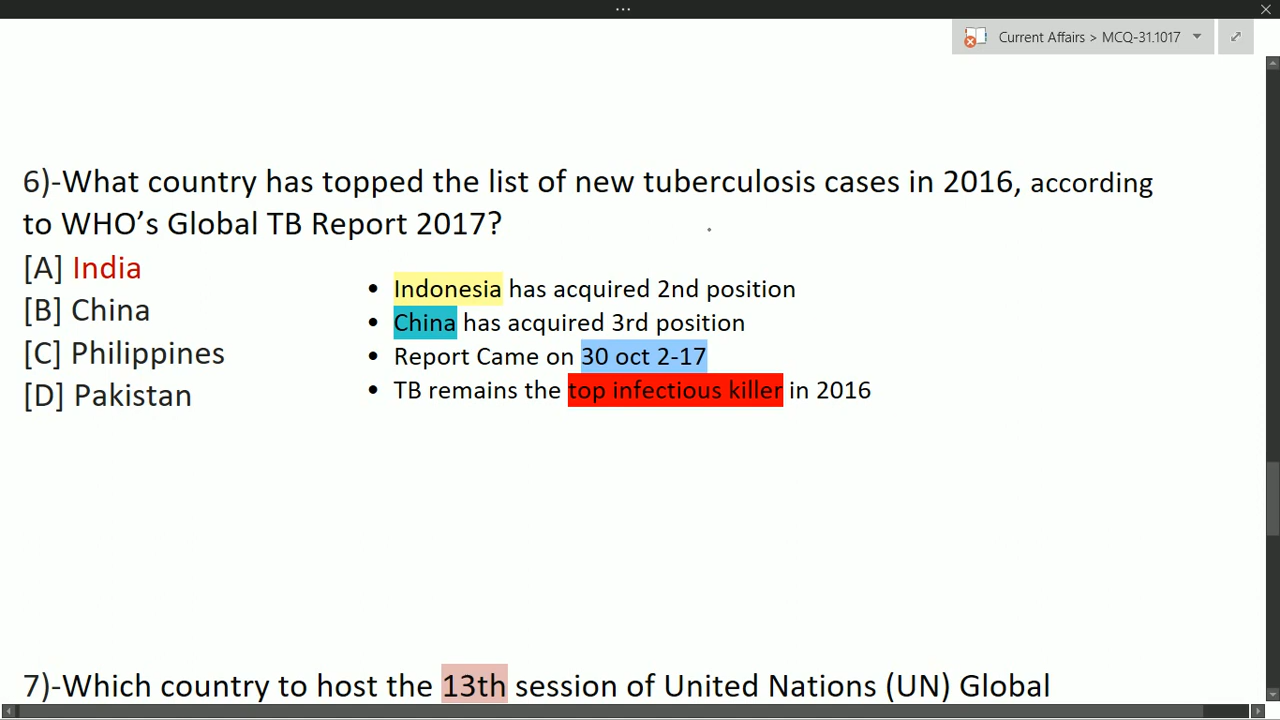 ...
Current Affairs > MCQ-31.1017
6)-What country has topped the list of new tuberculosis cases in 2016, according
to WHO’s Global TB Report 2017?
[A] India
[B] China
[C] Philippines
[D] Pakistan
• Indonesia has acquired 2nd position
• China has acquired 3rd position
• Report Came on 30 oct 2-17
• TB remains the top infectious killer in 2016
7)-Which country to host the 13th session of United Nations (UN) Global